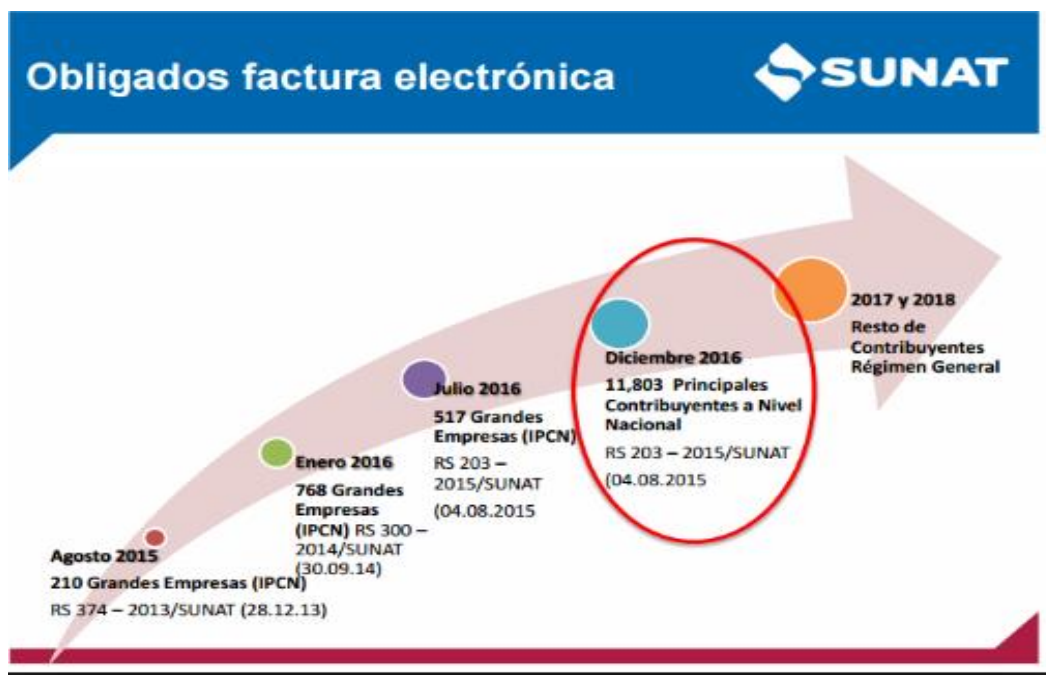 Obligados factura electrónica
SUNAT
Agosto 2015
210 Grandes Empresas (IPCN)
RS 374 – 2013/SUNAT (28.12.13)
Enero 2016
768 Grandes
Empresas
(IPCN) RS 300 –
2014/SUNAT
(30.09.14)
Julio 2016
517 Grandes
Empresas (IPCN)
RS 203 –
2015/SUNAT
(04.08.2015
Diciembre 2016
11,803 Principales
Contribuyentes a Nivel
Nacional
RS 203 – 2015/SUNAT
(04.08.2015
2017 y 2018
Resto de
Contribuyentes
Régimen General